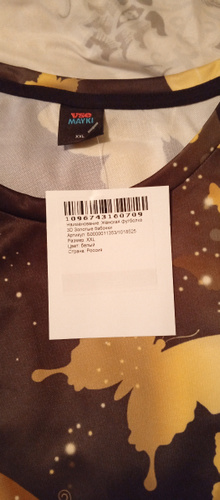 VSE
MAYKI
XXL
1096743160709
Наименование: Женская футболка
3D Золотые бабочки
Размер: XXL
Цвет: белый
Страна: Россия